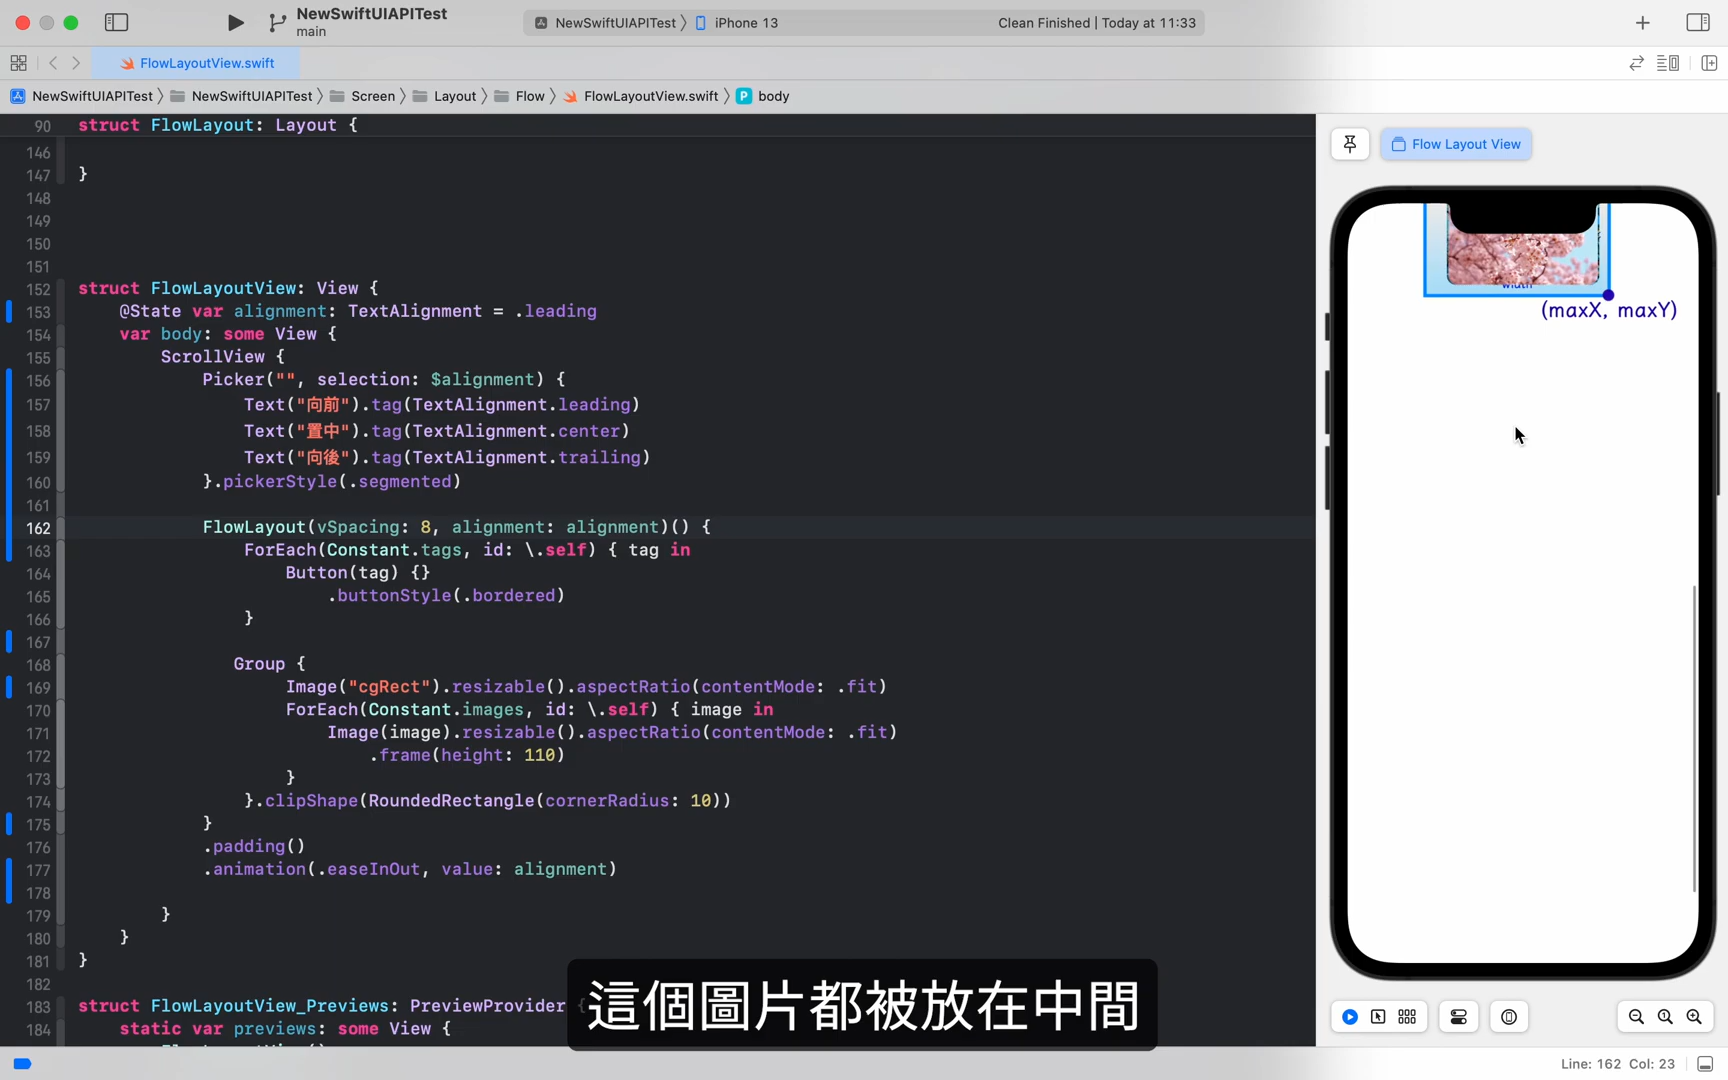 NewSwiftUIAPITest
main
NewSwiftUIAPITest 〉 iPhone 13
Clean Finished | Today at 11:33
FlowLayoutView.swift
NewSwiftUIAPITest 〉 NewSwiftUIAPITest 〉 Screen 〉 Layout 〉 Flow 〉 FlowLayoutView.swift 〉 P body
90 struct FlowLayout: Layout {
146
147 }
148
149
150
151
152 struct FlowLayoutView: View {
153 @State var alignment: TextAlignment = .leading
154 var body: some View {
155 ScrollView {
156 Picker("", selection: $alignment) {
157 Text("向前").tag(TextAlignment.leading)
158 Text("置中").tag(TextAlignment.center)
159 Text("向後").tag(TextAlignment.trailing)
160 }.pickerStyle(.segmented)
161
162 FlowLayout(vSpacing: 8, alignment: alignment)() {
163 ForEach(Constant.tags, id: \.self) { tag in
164 Button(tag) {}
165 .buttonStyle(.bordered)
166 }
167
168 Group {
169 Image("cgRect").resizable().aspectRatio(contentMode: .fit)
170 ForEach(Constant.images, id: \.self) { image in
171 Image(image).resizable().aspectRatio(contentMode: .fit)
172 .frame(height: 110)
173 }
174 }.clipShape(RoundedRectangle(cornerRadius: 10))
175 }
176 .padding()
177 .animation(.easeInOut, value: alignment)
178
179 }
180 }
181 }
182
183 struct FlowLayoutView_Previews: PreviewProvider {
184 static var previews: some View {
Flow Layout View
(maxX, maxY)
這個圖片都被放在中間
Line: 162 Col: 23